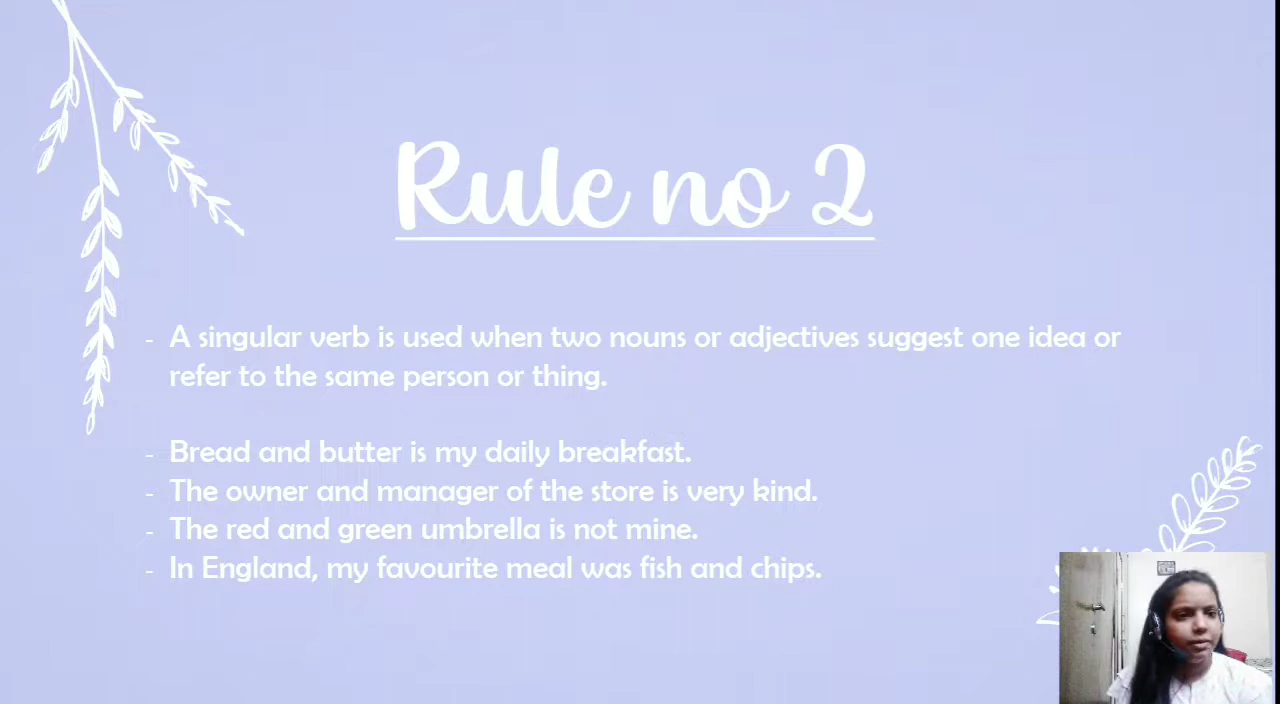 Rule no 2
- A singular verb is used when two nouns or adjectives suggest one idea or
refer to the same person or thing.
- Bread and butter is my daily breakfast.
- The owner and manager of the store is very kind.
- The red and green umbrella is not mine.
- In England, my favourite meal was fish and chips.